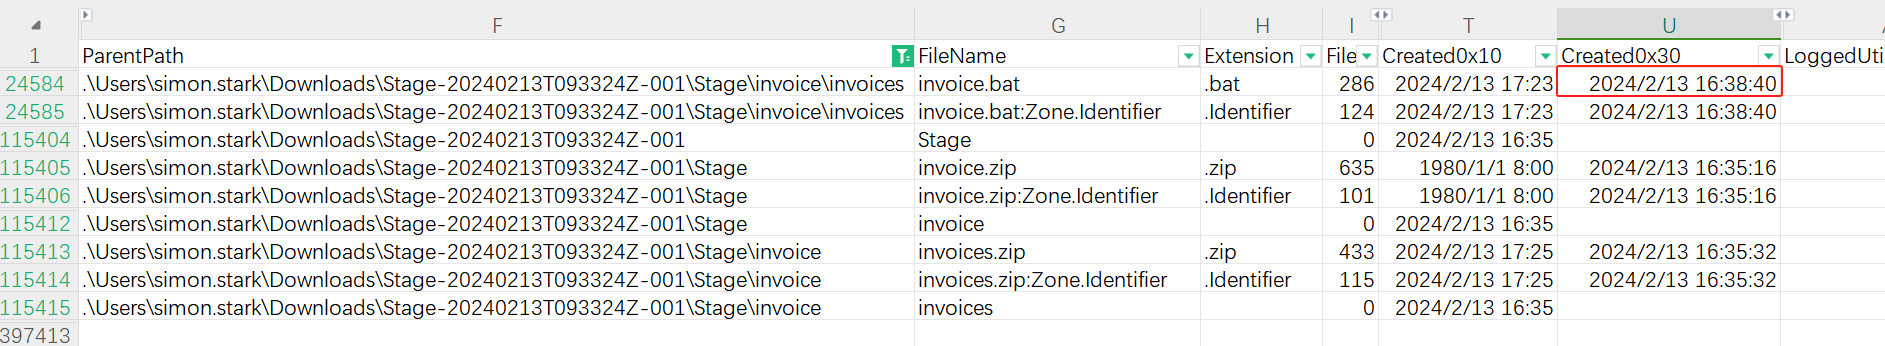 F G H I T U
1 ParentPath FileName Extension File Created0x10 Created0x30 LoggedUti
24584 .\Users\simon.stark\Downloads\Stage-20240213T093324Z-001\Stage\invoice\Invoices invoice.bat .bat 286 2024/2/13 17:23 2024/2/13 16:38:40
24585 .\Users\simon.stark\Downloads\Stage-20240213T093324Z-001\Stage\invoice\Invoices invoice.bat:Zone.Identifier .Identifier 124 2024/2/13 17:23 2024/2/13 16:38:40
115404 .\Users\simon.stark\Downloads\Stage-20240213T093324Z-001 Stage 0 2024/2/13 16:35
115405 .\Users\simon.stark\Downloads\Stage-20240213T093324Z-001\Stage invoice.zip .zip 635 1980/1/1 8:00 2024/2/13 16:35:16
115406 .\Users\simon.stark\Downloads\Stage-20240213T093324Z-001\Stage invoice.zip:Zone.Identifier .Identifier 101 1980/1/1 8:00 2024/2/13 16:35:16
115412 .\Users\simon.stark\Downloads\Stage-20240213T093324Z-001\Stage invoice 0 2024/2/13 16:35
115413 .\Users\simon.stark\Downloads\Stage-20240213T093324Z-001\Stage\invoice invoices.zip .zip 433 2024/2/13 17:25 2024/2/13 16:35:32
115414 .\Users\simon.stark\Downloads\Stage-20240213T093324Z-001\Stage\invoice invoices.zip:Zone.Identifier .Identifier 115 2024/2/13 17:25 2024/2/13 16:35:32
115415 .\Users\simon.stark\Downloads\Stage-20240213T093324Z-001\Stage\invoice invoices 0 2024/2/13 16:35
397413